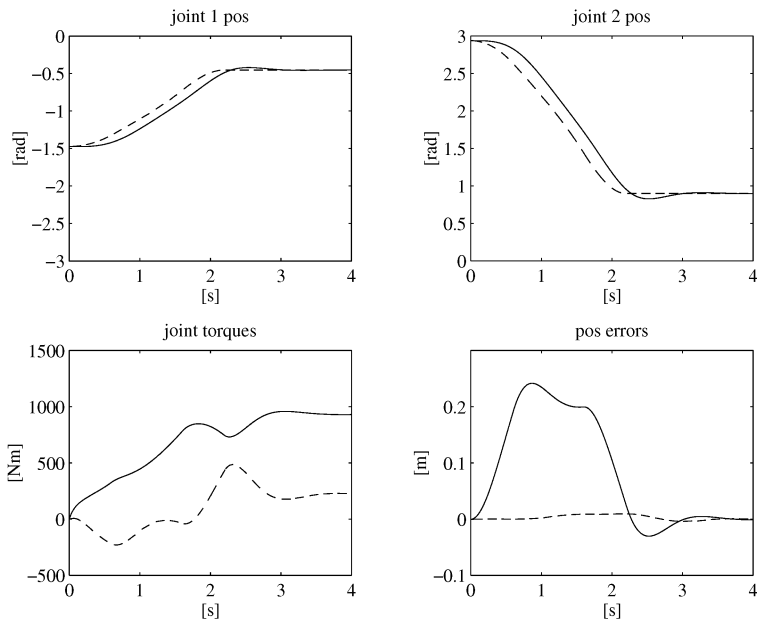 joint 1 pos
0
−0.5
−1
−1.5
−2
−2.5
−3
[rad]
0 1 2 3 4
[s]
joint 2 pos
3
2.5
2
1.5
1
0.5
0
[rad]
0 1 2 3 4
[s]
joint torques
1500
1000
500
0
−500
[Nm]
0 1 2 3 4
[s]
pos errors
0.2
0.1
0
−0.1
[m]
0 1 2 3 4
[s]